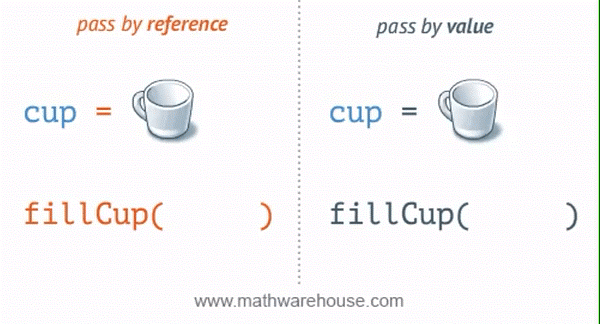 pass by reference
cup =
fillCup( )
pass by value
cup =
fillCup( )
www.mathwarehouse.com